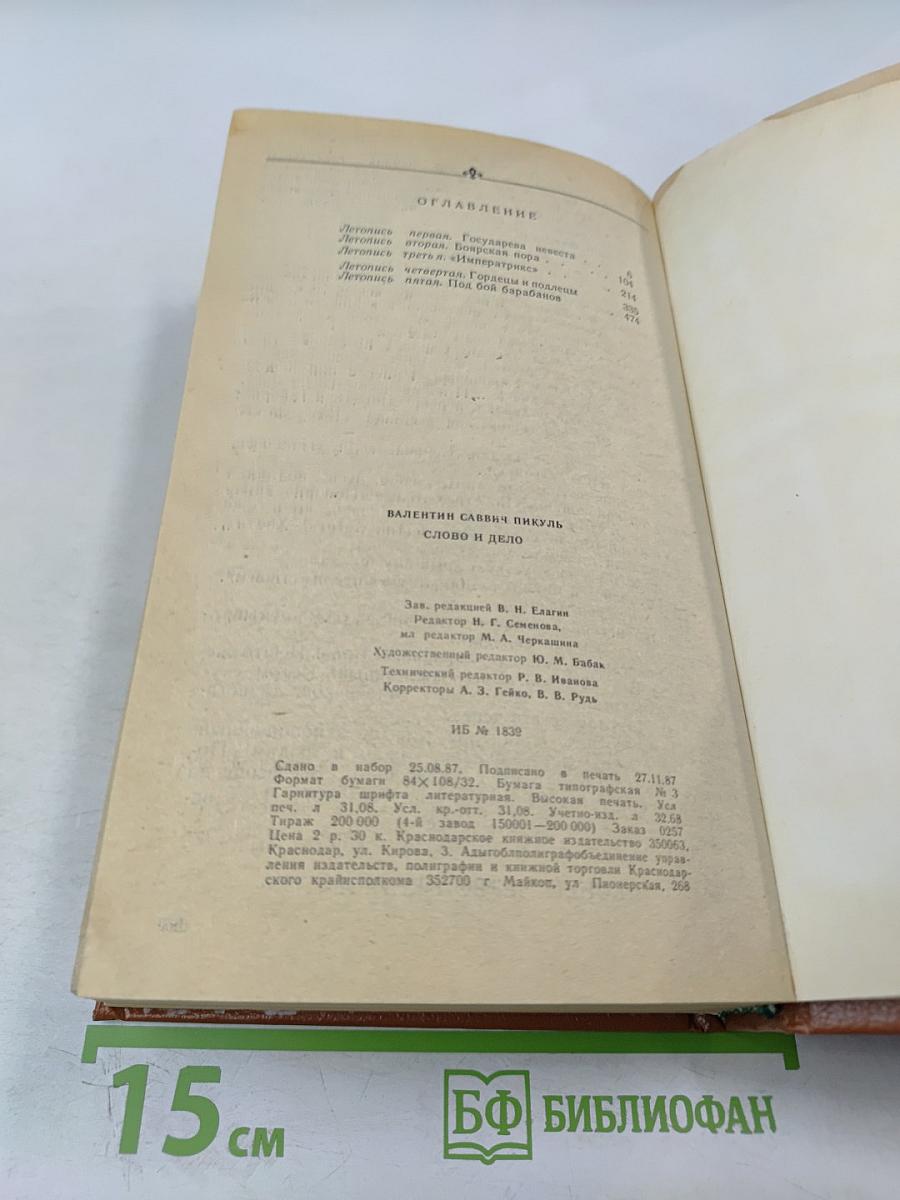 ОГЛАВЛЕНИЕ
Летопись первая. Государева невеста . . . 6
Летопись вторая. Боярская пора . . . 104
Летопись третья. «Императрикс» . . . 214
Летопись четвертая. Гордецы и подлецы . 335
Летопись пятая. Под бой барабанов . 474
ВАЛЕНТИН САВВИЧ ПИКУЛЬ
СЛОВО И ДЕЛО
Зав. редакцией В. Н. Елагин
Редактор Н. Г. Семенова,
мл редактор М. А. Черкашина
Художественный редактор Ю. М. Бабак
Технический редактор Р. В. Иванова
Корректоры А. З. Гейко, В. В. Рудь
ИБ № 1839
Сдано в набор 25.08.87. Подписано в печать 27.11.87
Формат бумаги 84×108/32. Бумага типографская № 3
Гарнитура шрифта литературная. Высокая печать. Усл
печ. л 31,08. Усл. кр.-отт. 31,08. Учетно-изд. л 32,68
Тираж 200 000 (4-й завод 150001—200 000) Заказ 0257
Цена 2 р. 30 к. Краснодарское книжное издательство 350063,
Краснодар, ул. Кирова, 3. Адыгоблполиграфобъединение управ-
ления издательств, полиграфии и книжной торговли Краснодар-
ского крайисполкома 352700 г Майкоп, ул Пионерская, 268
15 см
БФ БИБЛИОФАН